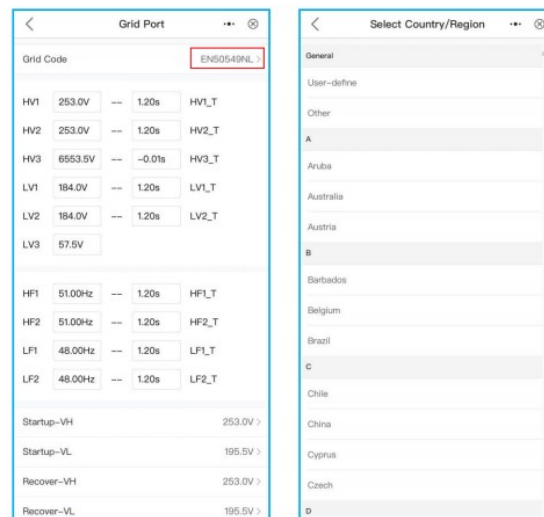 Grid Port
Grid Code EN50549NL >
HV1 253.0V -- 1.20s HV1_T
HV2 253.0V -- 1.20s HV2_T
HV3 6553.5V -- -0.01s HV3_T
LV1 184.0V -- 1.20s LV1_T
LV2 184.0V -- 1.20s LV2_T
LV3 57.5V
HF1 51.00Hz -- 1.20s HF1_T
HF2 51.00Hz -- 1.20s HF2_T
LF1 48.00Hz -- 1.20s LF1_T
LF2 48.00Hz -- 1.20s LF2_T
Startup-VH 253.0V >
Startup-VL 195.5V >
Recover-VH 253.0V >
Recover-VL 195.5V >
Select Country/Region
General
User-define
Other
A
Aruba
Australia
Austria
B
Barbados
Belgium
Brazil
C
Chile
China
Cyprus
Czech
D